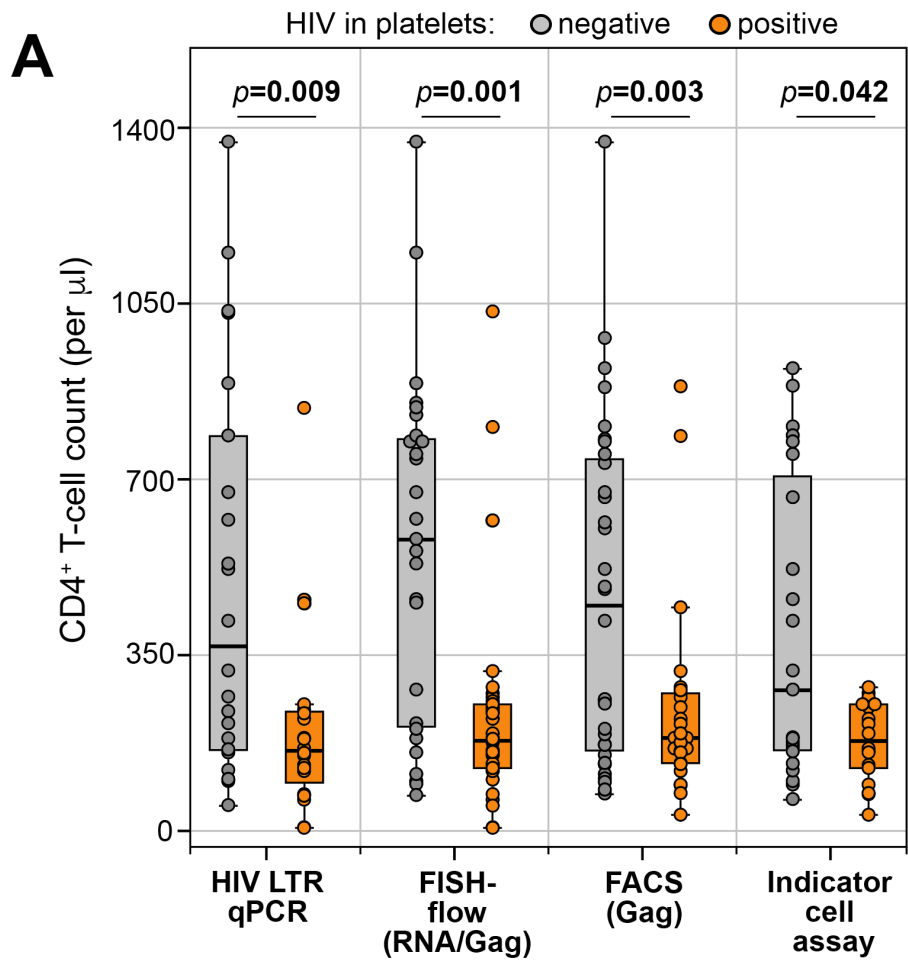 HIV in platelets: negative positive
A
p=0.009 p=0.001 p=0.003 p=0.042
1400
1050
700
350
0
CD4⁺ T-cell count (per µl)
HIV LTR
qPCR
FISH-
flow
(RNA/Gag)
FACS
(Gag)
Indicator
cell
assay